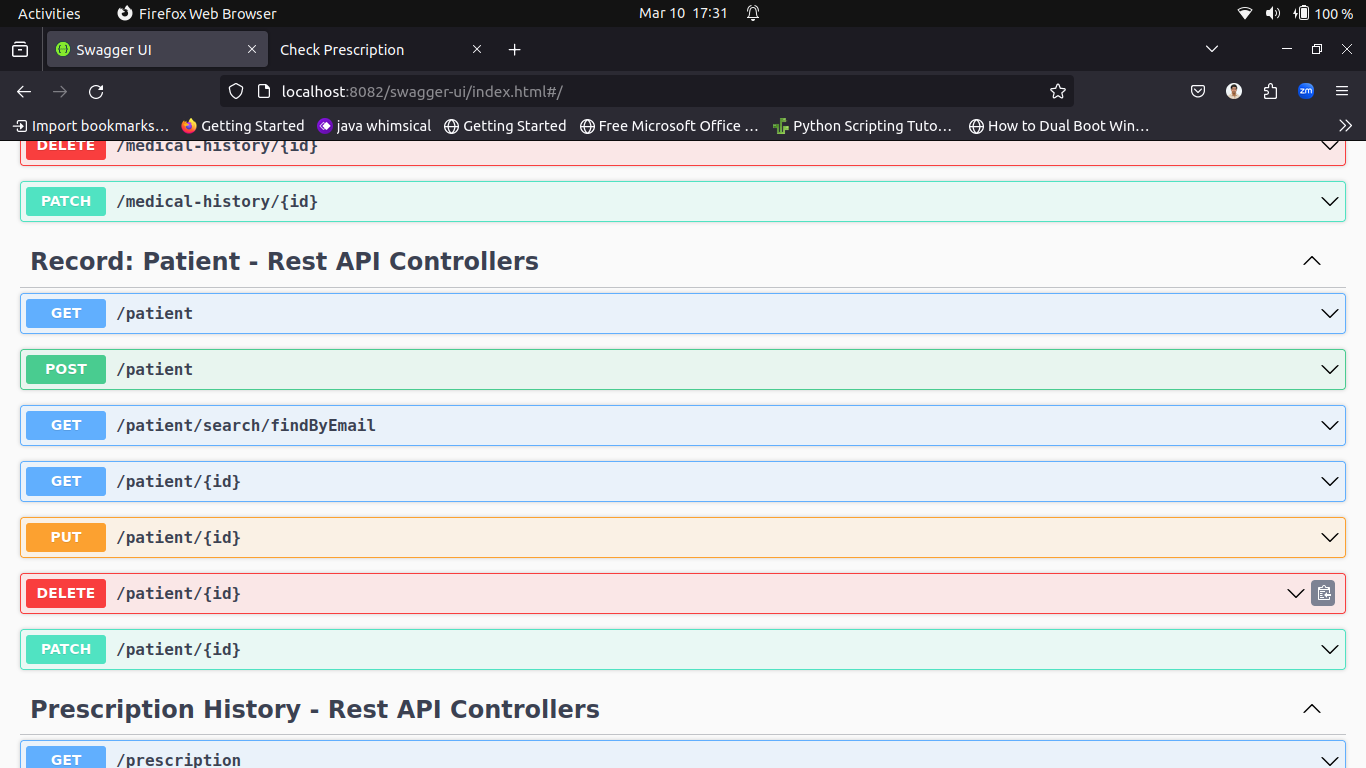 Activities Firefox Web Browser Mar 10 17:31 100 %
Swagger UI Check Prescription
localhost:8082/swagger-ui/index.html#/ zm
Import bookmarks… Getting Started java whimsical Getting Started Free Microsoft Office … Python Scripting Tuto… How to Dual Boot Win…
DELETE /medical-history/{id}
PATCH /medical-history/{id}
Record: Patient - Rest API Controllers
GET /patient
POST /patient
GET /patient/search/findByEmail
GET /patient/{id}
PUT /patient/{id}
DELETE /patient/{id}
PATCH /patient/{id}
Prescription History - Rest API Controllers
GET /prescription